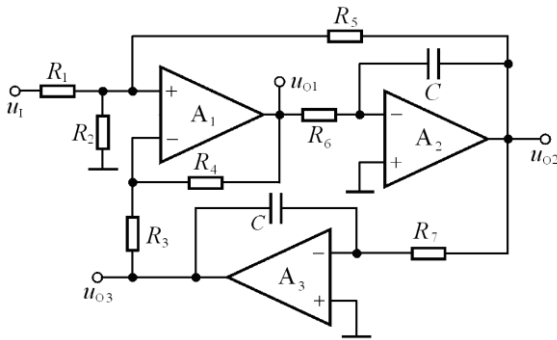 R5
R1
+
uO1
uI
R2
A1
−
R6
C
−
A2
+
uO2
R4
R3
C
R7
−
A3
+
uO3